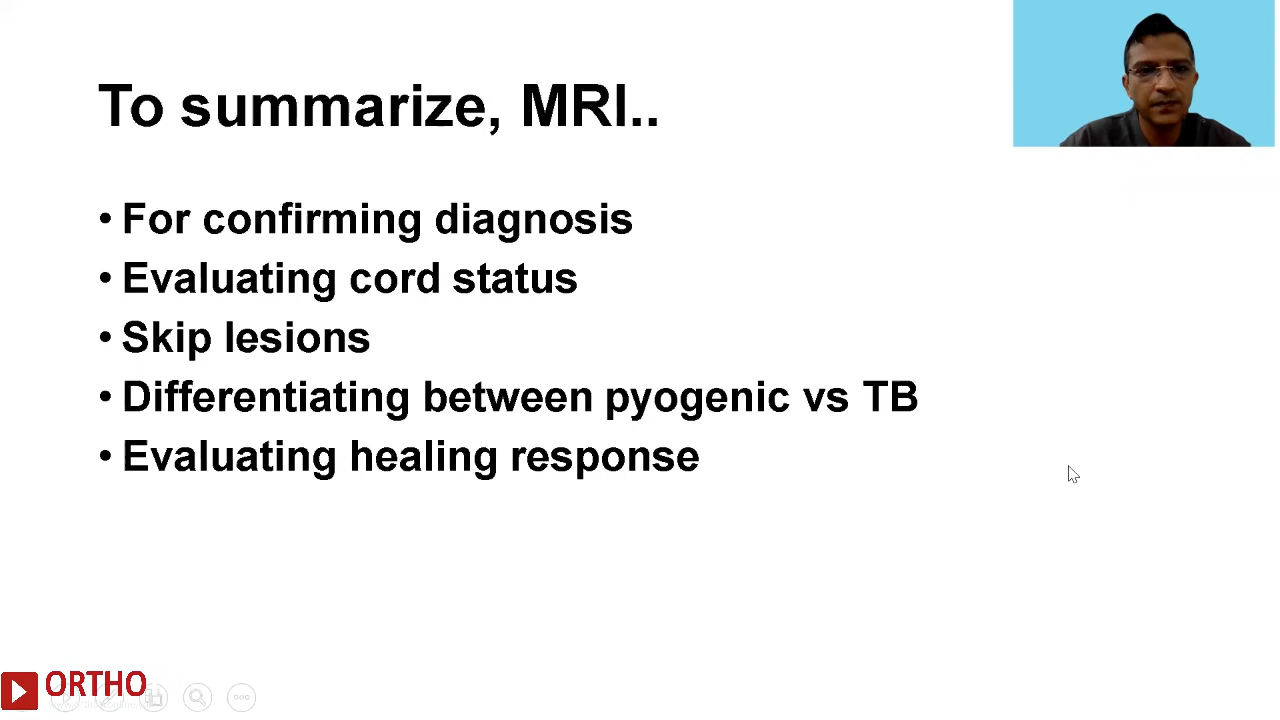 To summarize, MRI..
• For confirming diagnosis
• Evaluating cord status
• Skip lesions
• Differentiating between pyogenic vs TB
• Evaluating healing response
ORTHO